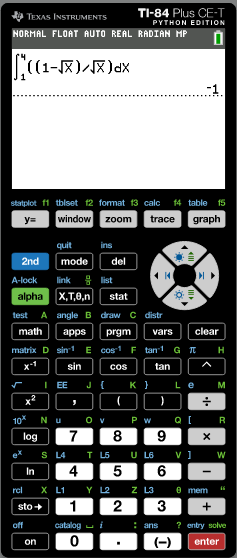 TEXAS INSTRUMENTS TI-84 Plus CE-T
PYTHON EDITION
NORMAL FLOAT AUTO REAL RADIAN MP
∫₁⁴((1-√X)/√X)dX
-1
statplot f1 tblset f2 format f3 calc f4 table f5
y= window zoom trace graph
quit ins
2nd mode del
A-lock link list
alpha X,T,θ,n stat
test A angle B draw C distr
math apps prgm vars clear
matrix D sin⁻¹ E cos⁻¹ F tan⁻¹ G π H
x⁻¹ sin cos tan ^
√ I EE J { K } L e M
x² , ( ) ÷
10ˣ N u O v P w Q [ R
log 7 8 9 ×
eˣ S L4 T L5 U L6 V ] W
ln 4 5 6 −
rcl X L1 Y L2 Z L3 θ mem "
sto→ 1 2 3 +
off catalog ⎵ i : ans ? entry solve
on 0 . (−) enter